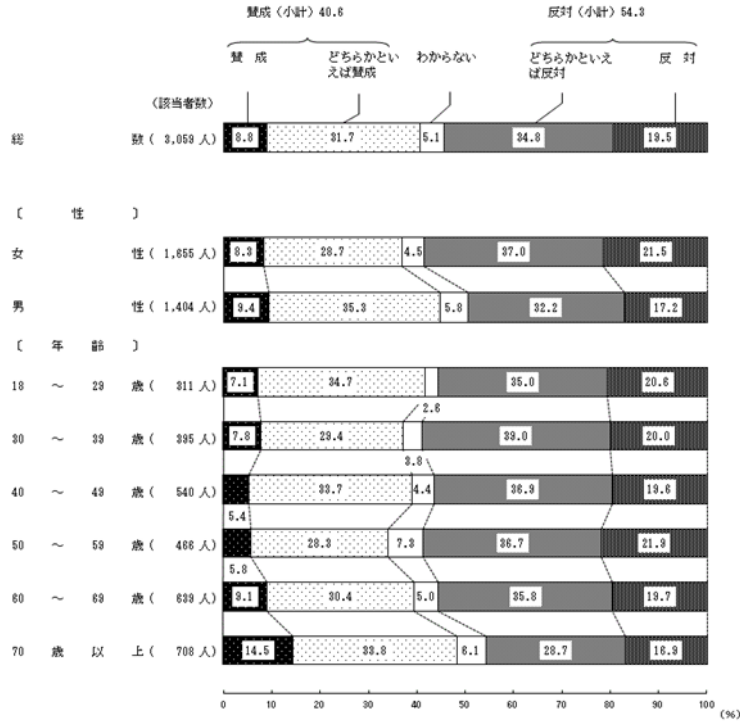 賛成（小計）40.6 反対（小計）54.3
賛 成 どちらかといえば賛成 わからない どちらかといえば反対 反 対
（該当者数）
総 数( 3,059 人) 8.8 31.7 5.1 34.8 19.5
〔 性 〕
女 性( 1,655 人) 8.3 28.7 4.5 37.0 21.5
男 性( 1,404 人) 9.4 35.3 5.8 32.2 17.2
〔 年 齢 〕
18 ～ 29 歳( 311 人) 7.1 34.7 35.0 20.6
2.6
30 ～ 39 歳( 395 人) 7.8 29.4 39.0 20.0
3.8
40 ～ 49 歳( 540 人) 33.7 4.4 36.9 19.6
5.4
50 ～ 59 歳( 466 人) 28.3 7.3 36.7 21.9
5.8
60 ～ 69 歳( 639 人) 9.1 30.4 5.0 35.8 19.7
70 歳 以 上( 708 人) 14.5 33.8 6.1 28.7 16.9
0 10 20 30 40 50 60 70 80 90 100
(%)